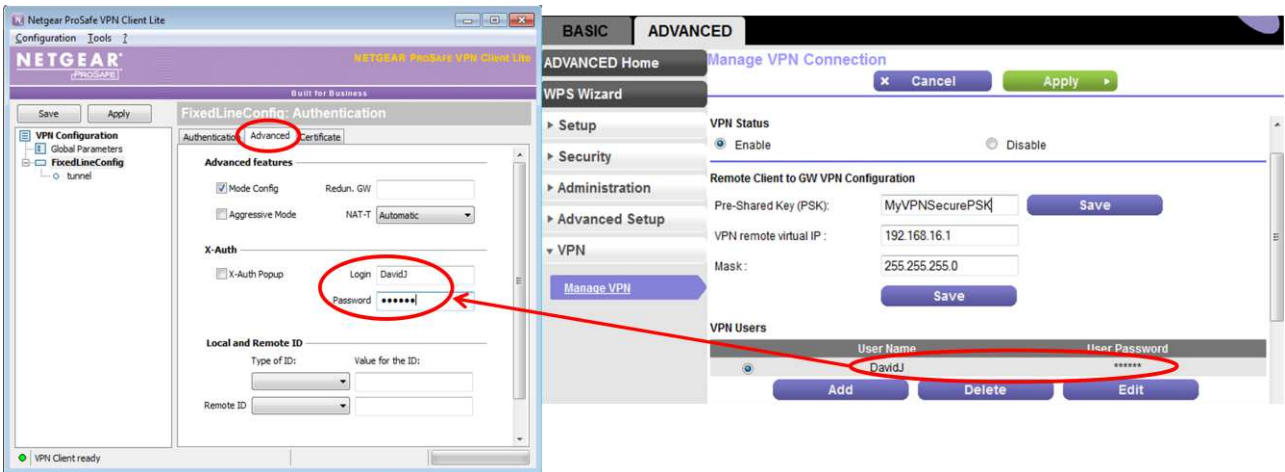 Netgear ProSafe VPN Client Lite
Configuration Tools ?
NETGEAR
PROSAFE
NETGEAR PROSAFE VPN Client Lite
Built for Business
Save Apply
FixedLineConfig: Authentication
VPN Configuration
Global Parameters
FixedLineConfig
tunnel
Authentication Advanced Certificate
Advanced features
Mode Config Redun. GW
Aggressive Mode NAT-T Automatic
X-Auth
X-Auth Popup Login DavidJ
Password ••••••
Local and Remote ID
Type of ID: Value for the ID:
Remote ID
VPN Client ready
BASIC ADVANCED
ADVANCED Home
WPS Wizard
Setup
Security
Administration
Advanced Setup
VPN
Manage VPN
Manage VPN Connection
x Cancel Apply
VPN Status
Enable Disable
Remote Client to GW VPN Configuration
Pre-Shared Key (PSK): MyVPNSecurePSK Save
VPN remote virtual IP : 192.168.16.1
Mask : 255.255.255.0
Save
VPN Users
User Name User Password
DavidJ ******
Add Delete Edit